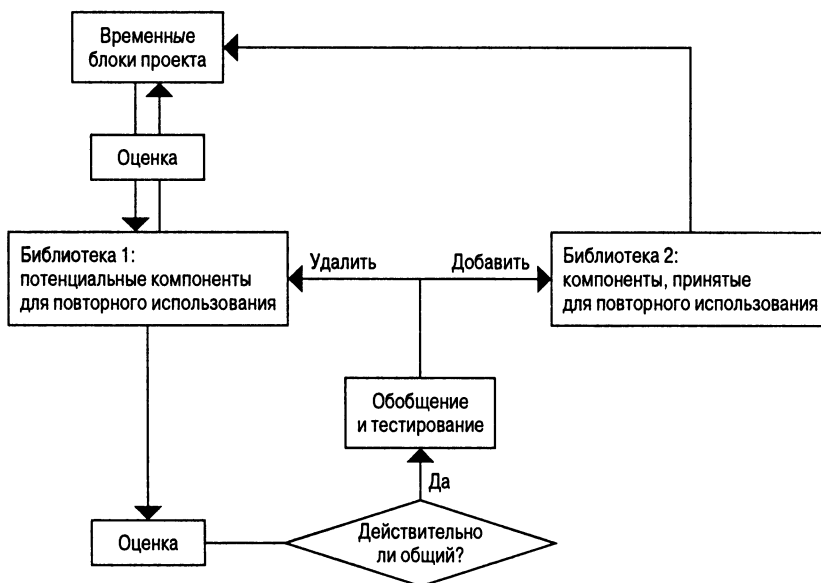 Временные
блоки проекта
Оценка
Библиотека 1:
потенциальные компоненты
для повторного использования
Удалить
Добавить
Библиотека 2:
компоненты, принятые
для повторного использования
Обобщение
и тестирование
Да
Оценка
Действительно
ли общий?